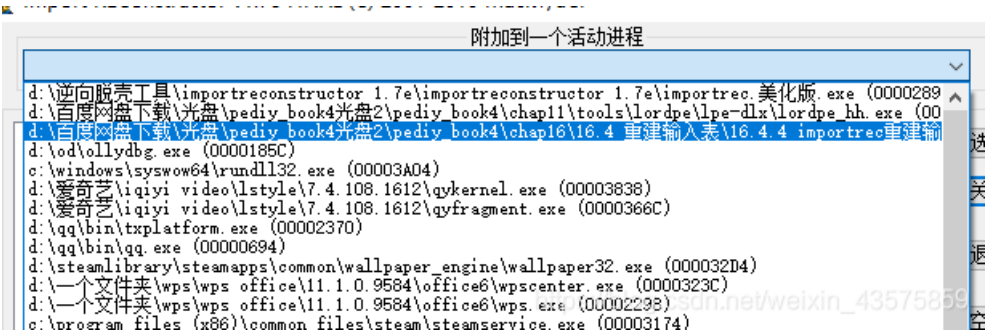 附加到一个活动进程
d:\逆向脱壳工具\importreconstructor 1.7e\importreconstructor 1.7e\importrec.美化版.exe (0000289
d:\百度网盘下载\光盘\pediy_book4光盘2\pediy_book4\chap11\tools\lordpe\lpe-dlx\lordpe_hh.exe (00
d:\百度网盘下载\光盘\pediy_book4光盘2\pediy_book4\chap16\16.4 重建输入表\16.4.4 importrec重建输
选
d:\od\ollydbg.exe (0000185C)
c:\windows\syswow64\rundll32.exe (00003A04)
d:\爱奇艺\iqiyi video\lstyle\7.4.108.1612\qykernel.exe (00003838)
关
d:\爱奇艺\iqiyi video\lstyle\7.4.108.1612\qyfragment.exe (0000366C)
d:\qq\bin\txplatform.exe (00002370)
d:\qq\bin\qq.exe (00000694)
退
d:\steamlibrary\steamapps\common\wallpaper_engine\wallpaper32.exe (000032D4)
d:\一个文件夹\wps\wps office\11.1.0.9584\office6\wpscenter.exe (0000323C)
d:\一个文件夹\wps\wps office\11.1.0.9584\office6\wps.exe (00002298)
csdn.net/weixin_43575859
c:\program files (x86)\common files\steam\steamservice.exe (00003174)
空